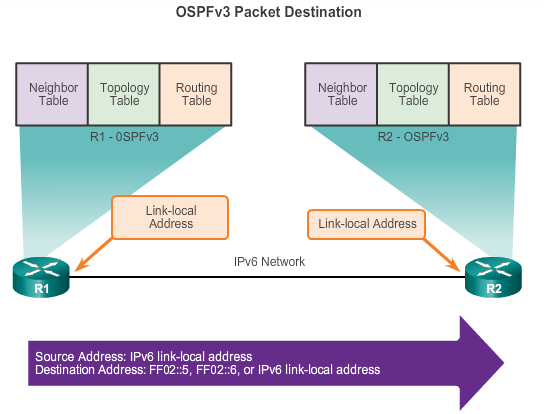 OSPFv3 Packet Destination
Neighbor Table
Topology Table
Routing Table
Neighbor Table
Topology Table
Routing Table
R1 - 0SPFv3
R2 - OSPFv3
Link-local
Address
Link-local Address
IPv6 Network
R1
R2
Source Address: IPv6 link-local address
Destination Address: FF02::5, FF02::6, or IPv6 link-local address